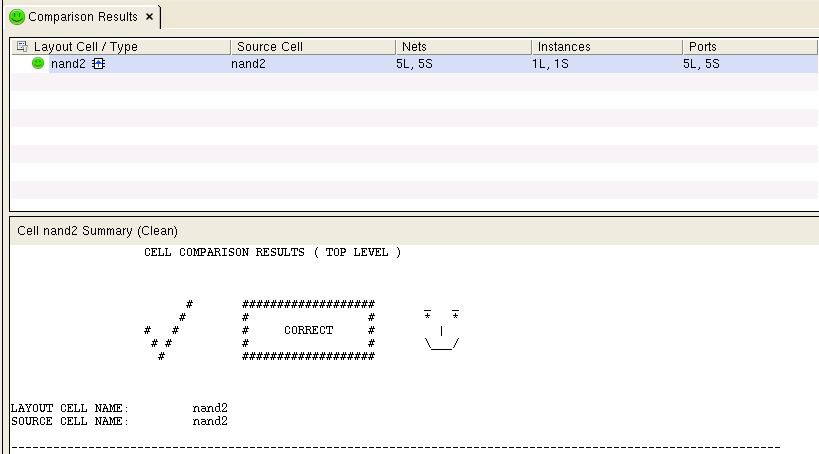 Comparison Results ×
Layout Cell / Type Source Cell Nets Instances Ports
nand2 nand2 5L, 5S 1L, 1S 5L, 5S
Cell nand2 Summary (Clean)
CELL COMPARISON RESULTS ( TOP LEVEL )
#       ###################       _   _
#        #                 #       *   *
#   #         #     CORRECT     #         |
# #          #                 #       \___/
#           ###################
LAYOUT CELL NAME: nand2
SOURCE CELL NAME: nand2
--------------------------------------------------------------------------------------------------------------